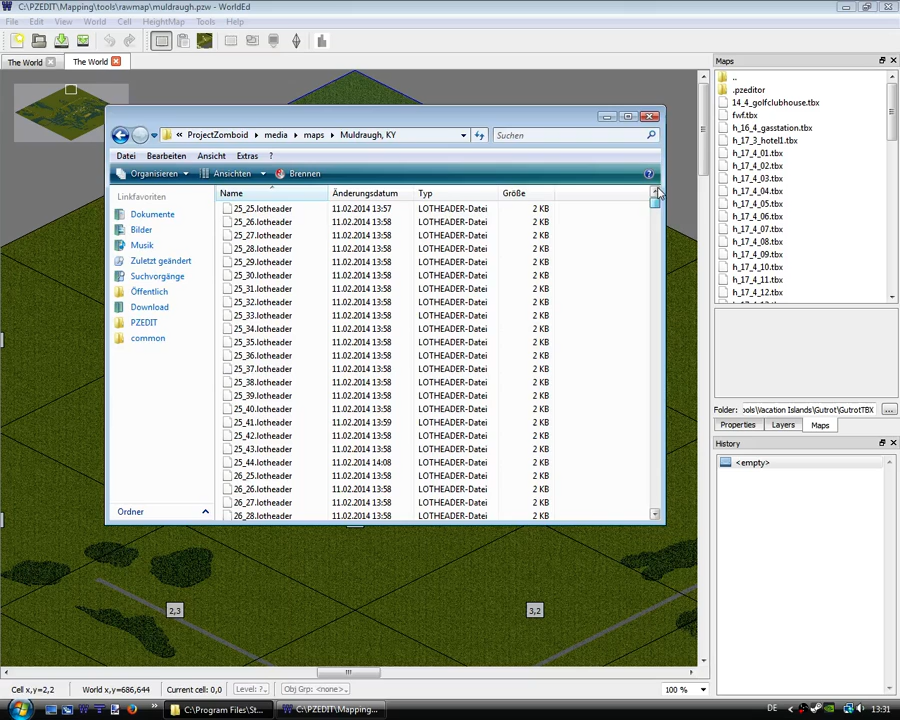 C:\PZEDIT\Mapping\tools\rawmap\muldraugh.pzw - WorldEd
File Edit View World Cell HeightMap Tools Help
The World
The World
Maps
..
.pzeditor
14_4_golfclubhouse.tbx
fwf.tbx
h_16_4_gasstation.tbx
h_17_3_hotel1.tbx
h_17_4_01.tbx
h_17_4_02.tbx
h_17_4_03.tbx
h_17_4_04.tbx
h_17_4_05.tbx
h_17_4_06.tbx
h_17_4_07.tbx
h_17_4_08.tbx
h_17_4_09.tbx
h_17_4_10.tbx
h_17_4_11.tbx
h_17_4_12.tbx
Folder: ools\Vacation Islands\Gutrot\GutrotTBX ...
Properties Layers Maps
History
<empty>
« ProjectZomboid media maps Muldraugh, KY
Suchen
Datei Bearbeiten Ansicht Extras ?
Organisieren Ansichten Brennen
Linkfavoriten
Dokumente
Bilder
Musik
Zuletzt geändert
Suchvorgänge
Öffentlich
Download
PZEDIT
common
Ordner
Name Änderungsdatum Typ Größe
25_25.lotheader 11.02.2014 13:57 LOTHEADER-Datei 2 KB
25_26.lotheader 11.02.2014 13:58 LOTHEADER-Datei 2 KB
25_27.lotheader 11.02.2014 13:58 LOTHEADER-Datei 2 KB
25_28.lotheader 11.02.2014 13:58 LOTHEADER-Datei 2 KB
25_29.lotheader 11.02.2014 13:58 LOTHEADER-Datei 2 KB
25_30.lotheader 11.02.2014 13:58 LOTHEADER-Datei 2 KB
25_31.lotheader 11.02.2014 13:58 LOTHEADER-Datei 2 KB
25_32.lotheader 11.02.2014 13:58 LOTHEADER-Datei 2 KB
25_33.lotheader 11.02.2014 13:58 LOTHEADER-Datei 2 KB
25_34.lotheader 11.02.2014 13:58 LOTHEADER-Datei 2 KB
25_35.lotheader 11.02.2014 13:58 LOTHEADER-Datei 2 KB
25_36.lotheader 11.02.2014 13:58 LOTHEADER-Datei 2 KB
25_37.lotheader 11.02.2014 13:58 LOTHEADER-Datei 2 KB
25_38.lotheader 11.02.2014 13:58 LOTHEADER-Datei 2 KB
25_39.lotheader 11.02.2014 13:58 LOTHEADER-Datei 2 KB
25_40.lotheader 11.02.2014 13:58 LOTHEADER-Datei 2 KB
25_41.lotheader 11.02.2014 13:59 LOTHEADER-Datei 2 KB
25_42.lotheader 11.02.2014 13:58 LOTHEADER-Datei 2 KB
25_43.lotheader 11.02.2014 13:58 LOTHEADER-Datei 2 KB
25_44.lotheader 11.02.2014 14:08 LOTHEADER-Datei 2 KB
26_25.lotheader 11.02.2014 13:58 LOTHEADER-Datei 2 KB
26_26.lotheader 11.02.2014 13:58 LOTHEADER-Datei 2 KB
26_27.lotheader 11.02.2014 13:58 LOTHEADER-Datei 2 KB
26_28.lotheader 11.02.2014 13:58 LOTHEADER-Datei 2 KB
2,3
3,2
Cell x,y=2,2 World x,y=686,644 Current cell: 0,0 Level: ? Obj Grp: <none> 100 %
C:\Program Files\St... C:\PZEDIT\Mapping... DE 13:31